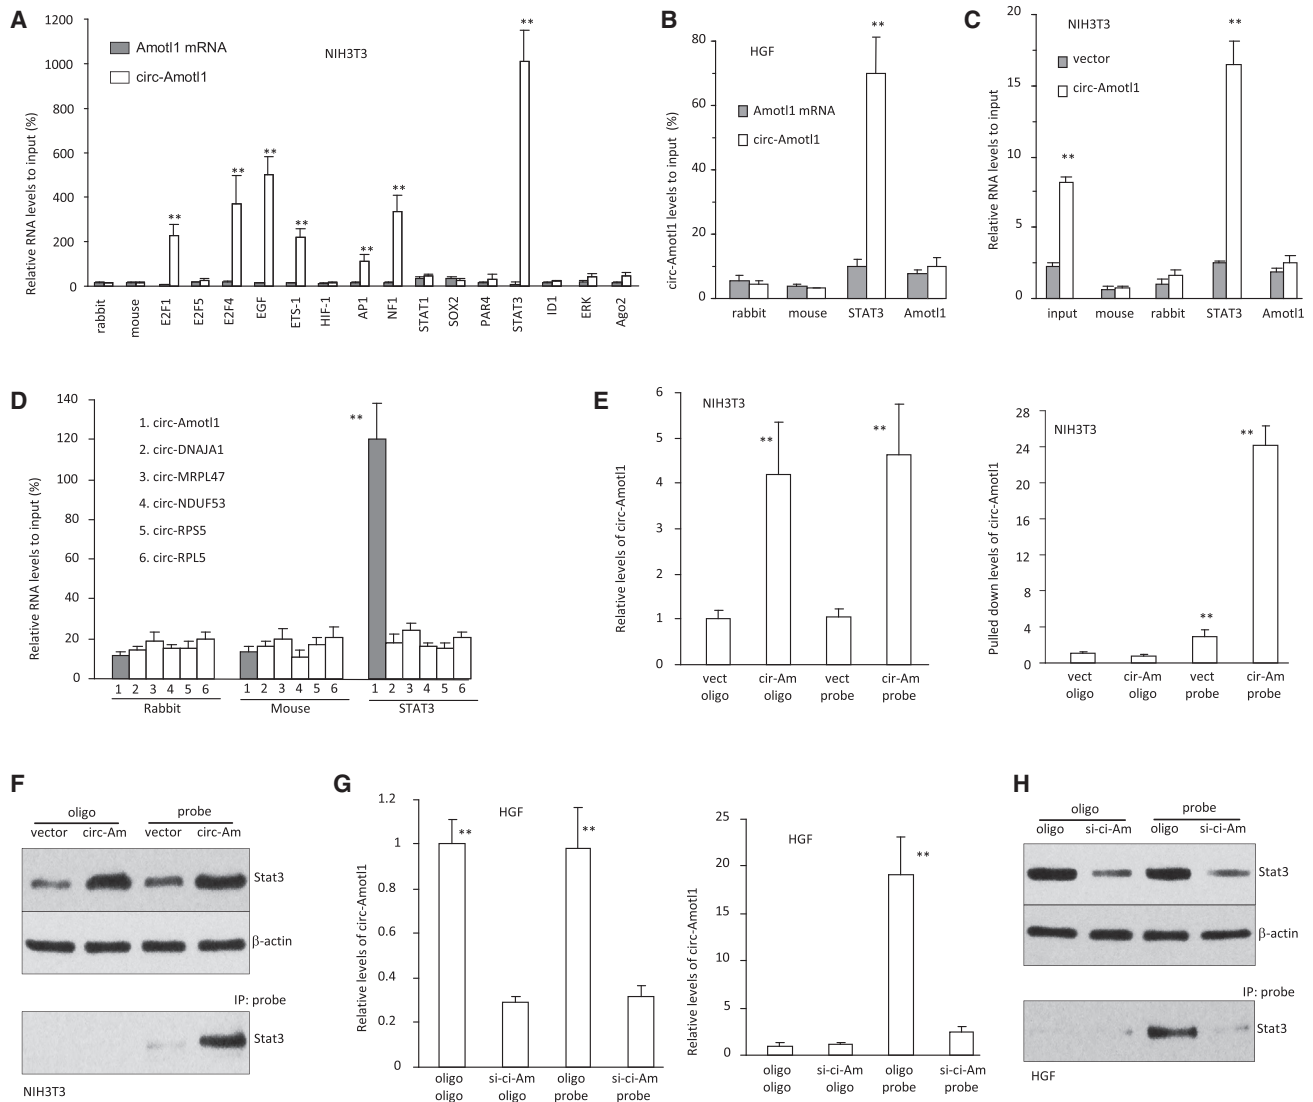 A
Relative RNA levels to input (%)
1200
1000
800
600
400
200
0
Amotl1 mRNA
circ-Amotl1
NIH3T3
** ** ** ** ** ** ** **
rabbit mouse E2F1 E2F5 E2F4 EGF ETS-1 HIF-1 AP1 NF1 STAT1 SOX2 PAR4 STAT3 ID1 ERK Ago2
B
circ-Amotl1 levels to input (%)
80
60
40
20
0
HGF
Amotl1 mRNA
circ-Amotl1
**
rabbit mouse STAT3 Amotl1
C
Relative RNA levels to input
20
15
10
5
0
NIH3T3
vector
circ-Amotl1
** **
input mouse rabbit STAT3 Amotl1
D
Relative RNA levels to input (%)
140
120
100
80
60
40
20
0
1. circ-Amotl1
2. circ-DNAJA1
3. circ-MRPL47
4. circ-NDUF53
5. circ-RPS5
6. circ-RPL5
**
1 2 3 4 5 6 1 2 3 4 5 6 1 2 3 4 5 6
Rabbit Mouse STAT3
E
Relative levels of circ-Amotl1
6
5
4
3
2
1
0
NIH3T3
** **
vect cir-Am vect cir-Am
oligo oligo probe probe
Pulled down levels of circ-Amotl1
28
24
20
16
12
8
4
0
NIH3T3
** **
vect cir-Am vect cir-Am
oligo oligo probe probe
F
oligo probe
vector circ-Am vector circ-Am
Stat3
β-actin
IP: probe
Stat3
NIH3T3
G
Relative levels of circ-Amotl1
1.2
1
0.8
0.6
0.4
0.2
0
HGF
** **
oligo si-ci-Am oligo si-ci-Am
oligo oligo probe probe
Relative levels of circ-Amotl1
25
20
15
10
5
0
HGF
**
oligo si-ci-Am oligo si-ci-Am
oligo oligo probe probe
H
oligo probe
oligo si-ci-Am oligo si-ci-Am
Stat3
β-actin
IP: probe
Stat3
HGF